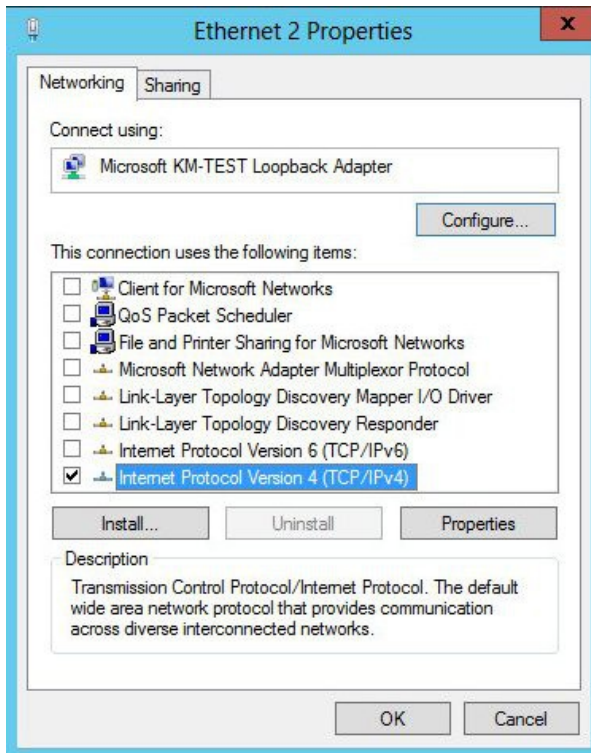 Ethernet 2 Properties
x
Networking Sharing
Connect using:
Microsoft KM-TEST Loopback Adapter
Configure...
This connection uses the following items:
Client for Microsoft Networks
QoS Packet Scheduler
File and Printer Sharing for Microsoft Networks
Microsoft Network Adapter Multiplexor Protocol
Link-Layer Topology Discovery Mapper I/O Driver
Link-Layer Topology Discovery Responder
Internet Protocol Version 6 (TCP/IPv6)
Internet Protocol Version 4 (TCP/IPv4)
Install... Uninstall Properties
Description
Transmission Control Protocol/Internet Protocol. The default
wide area network protocol that provides communication
across diverse interconnected networks.
OK Cancel